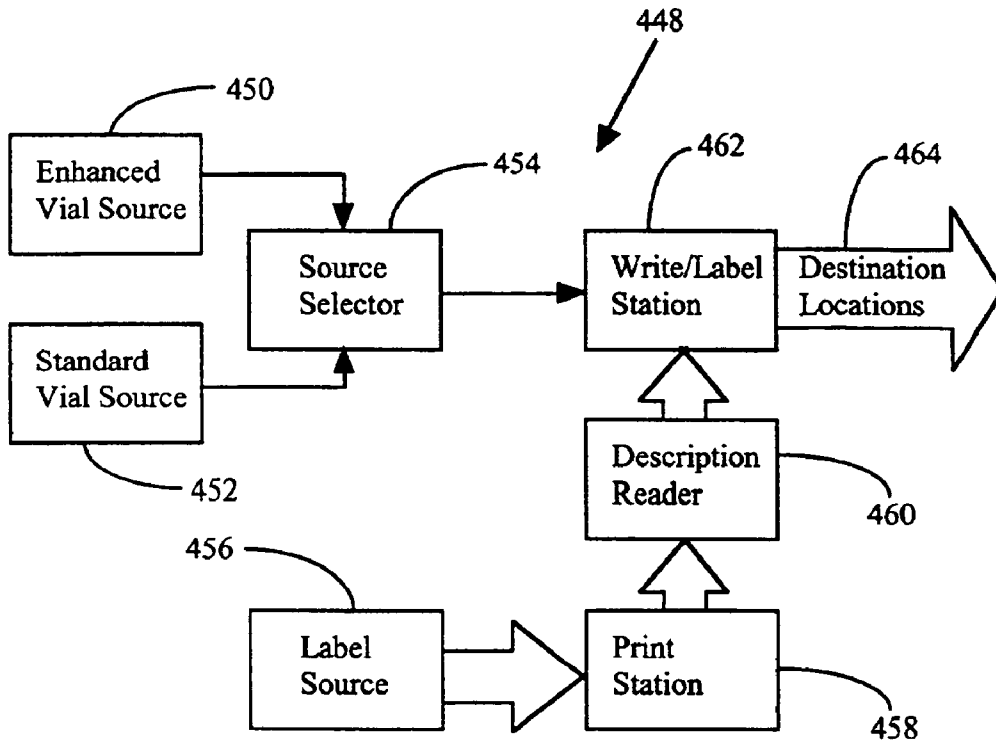 448
450
Enhanced
Vial Source
454
462
464
Source
Selector
Write/Label
Station
Destination
Locations
Standard
Vial Source
452
Description
Reader
460
456
Label
Source
Print
Station
458